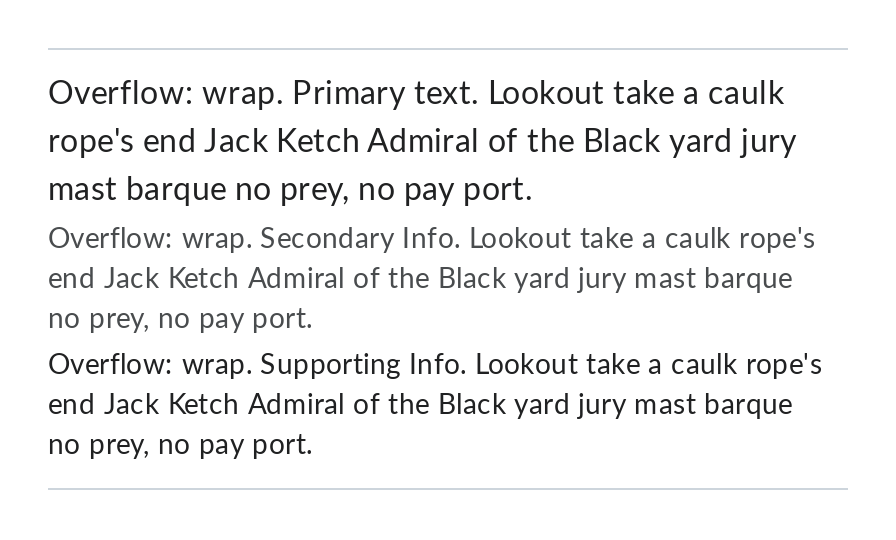 Overflow: wrap. Primary text. Lookout take a caulk
rope's end Jack Ketch Admiral of the Black yard jury
mast barque no prey, no pay port.
Overflow: wrap. Secondary Info. Lookout take a caulk rope's
end Jack Ketch Admiral of the Black yard jury mast barque
no prey, no pay port.
Overflow: wrap. Supporting Info. Lookout take a caulk rope's
end Jack Ketch Admiral of the Black yard jury mast barque
no prey, no pay port.